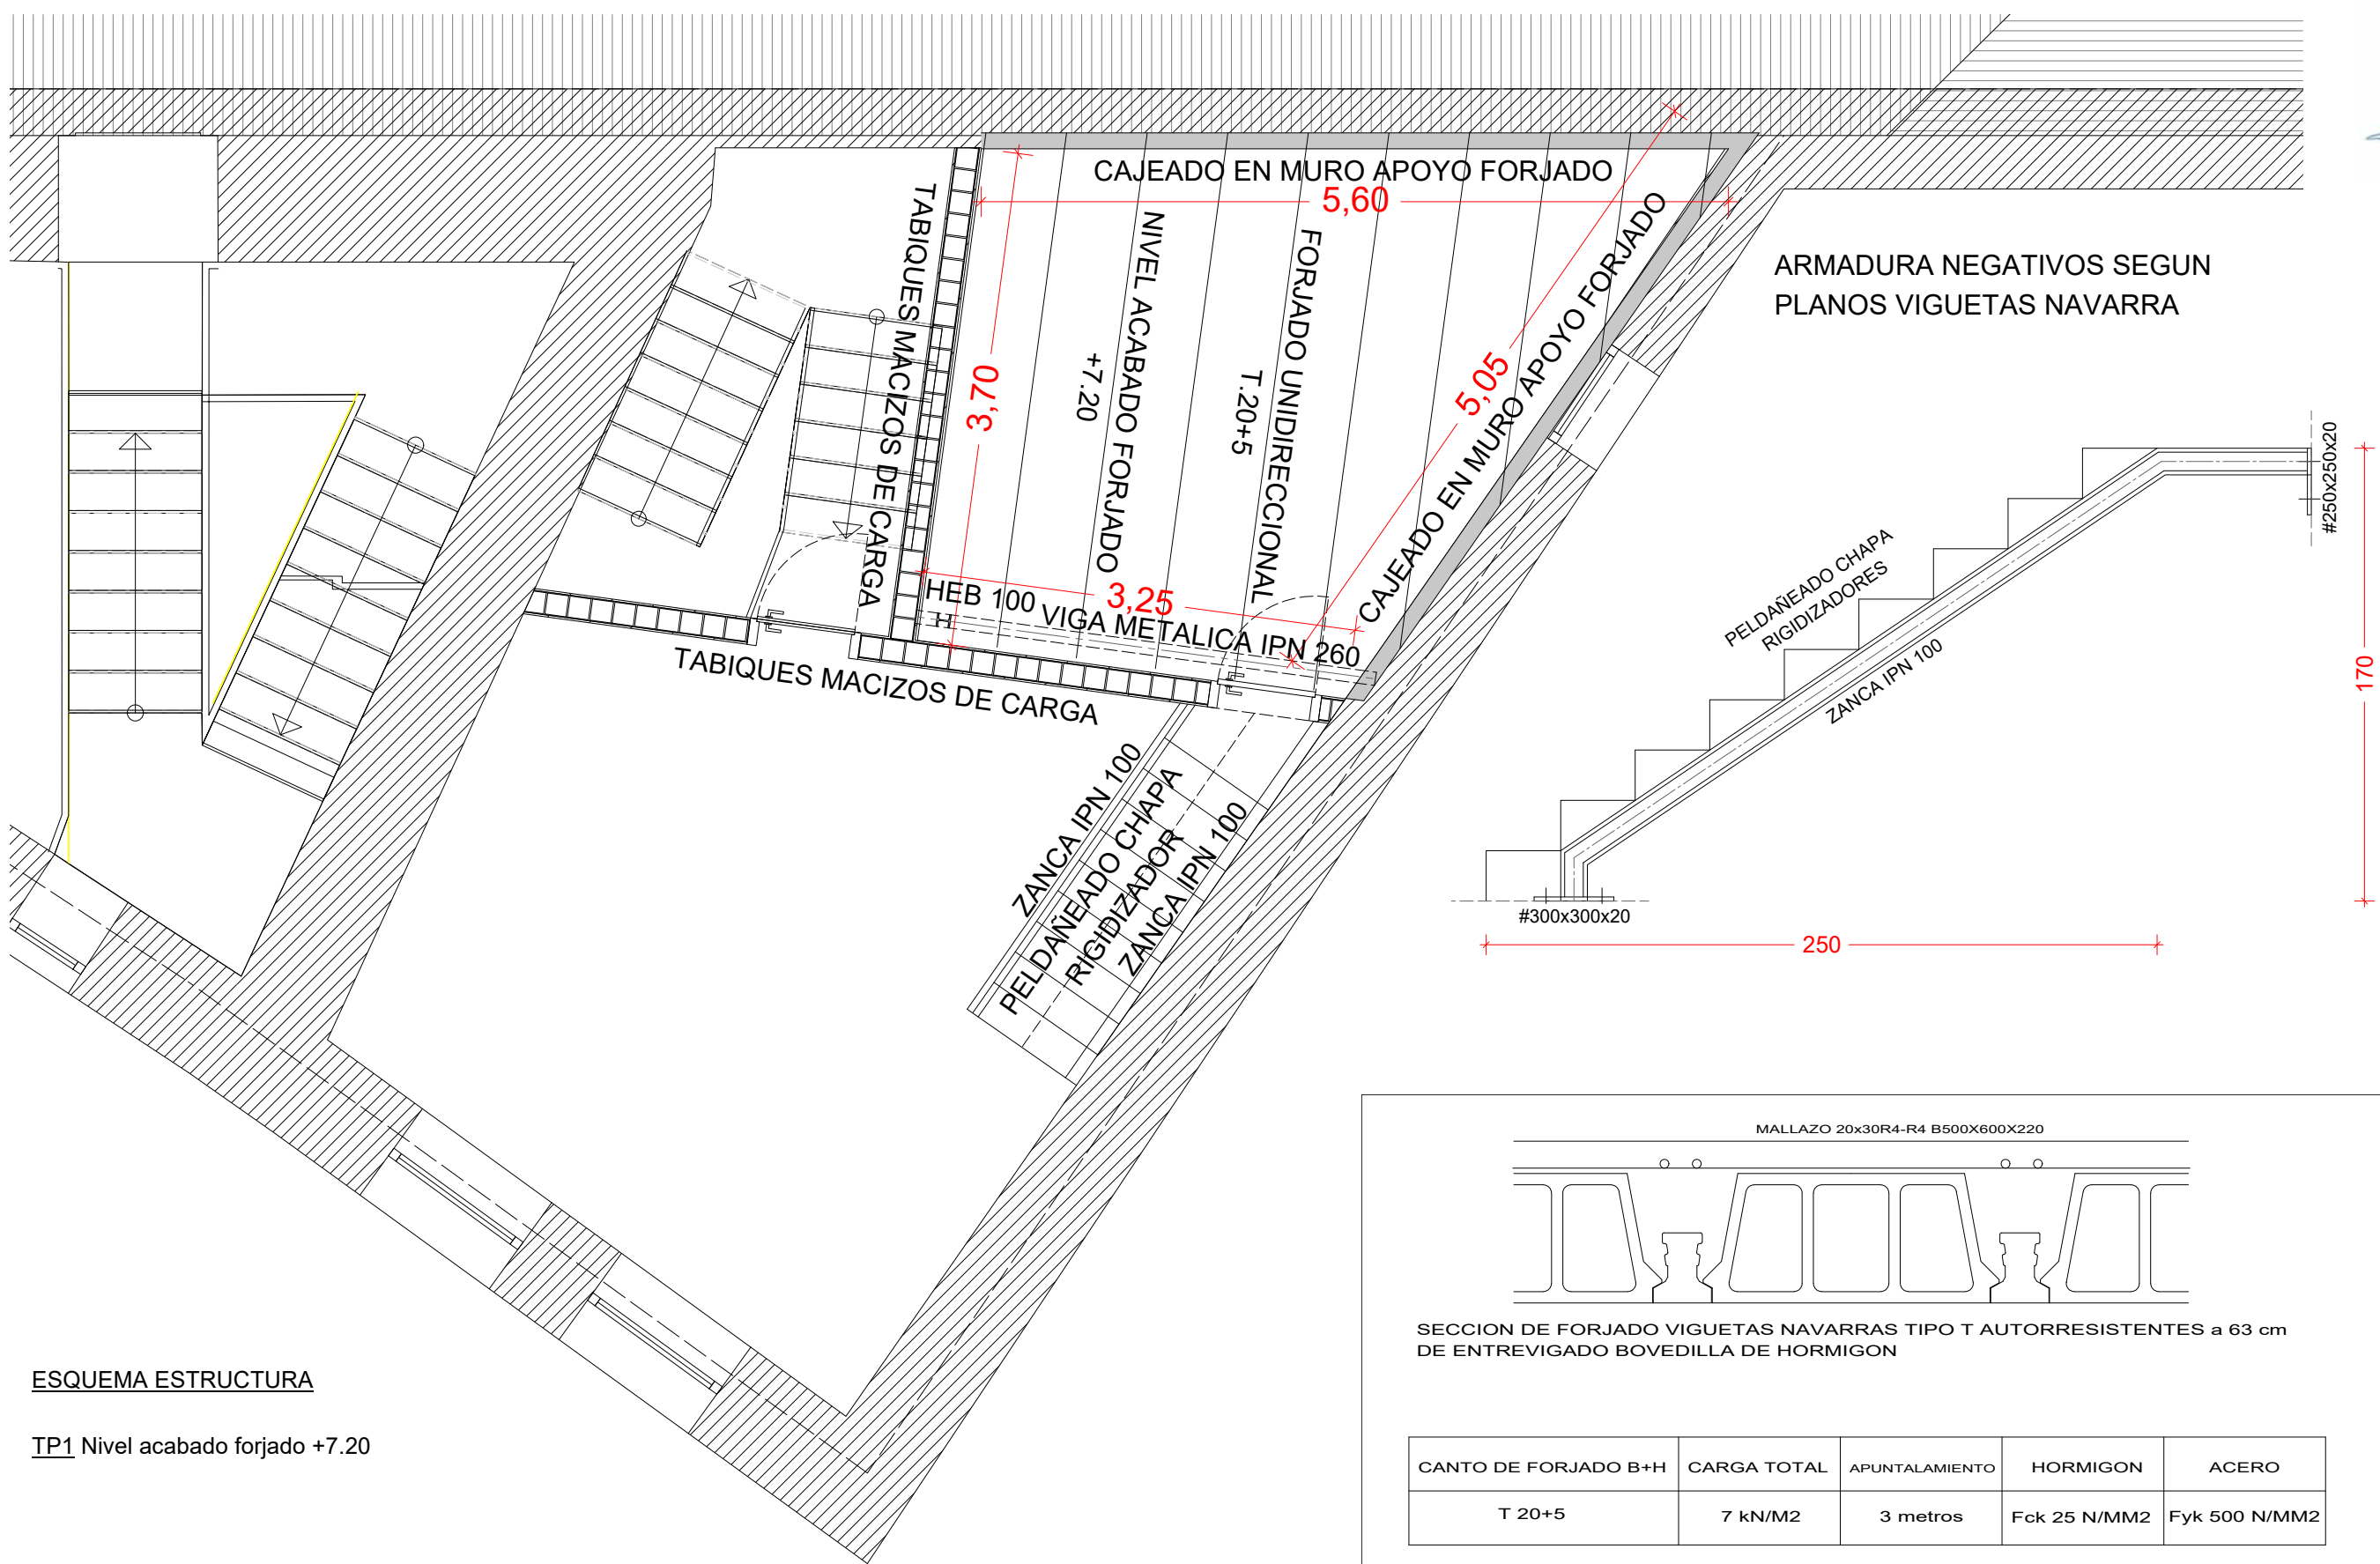 CAJEADO EN MURO APOYO FORJADO
5,60
TABIQUES MACIZOS DE CARGA
NIVEL ACABADO FORJADO
+7.20
FORJADO UNIDIRECCIONAL
T.20+5
3,70
5,05
CAJEADO EN MURO APOYO FORJADO
ARMADURA NEGATIVOS SEGUN
PLANOS VIGUETAS NAVARRA
HEB 100
3,25
VIGA METALICA IPN 260
TABIQUES MACIZOS DE CARGA
ZANCA IPN 100
PELDAÑEADO CHAPA
RIGIDIZADOR
ZANCA IPN 100
#250x250x20
PELDAÑEADO CHAPA
RIGIDIZADORES
ZANCA IPN 100
170
#300x300x20
250
MALLAZO 20x30R4-R4 B500X600X220
SECCION DE FORJADO VIGUETAS NAVARRAS TIPO T AUTORRESISTENTES a 63 cm
DE ENTREVIGADO BOVEDILLA DE HORMIGON
CANTO DE FORJADO B+H CARGA TOTAL APUNTALAMIENTO HORMIGON ACERO
T 20+5 7 kN/M2 3 metros Fck 25 N/MM2 Fyk 500 N/MM2
ESQUEMA ESTRUCTURA
TP1 Nivel acabado forjado +7.20